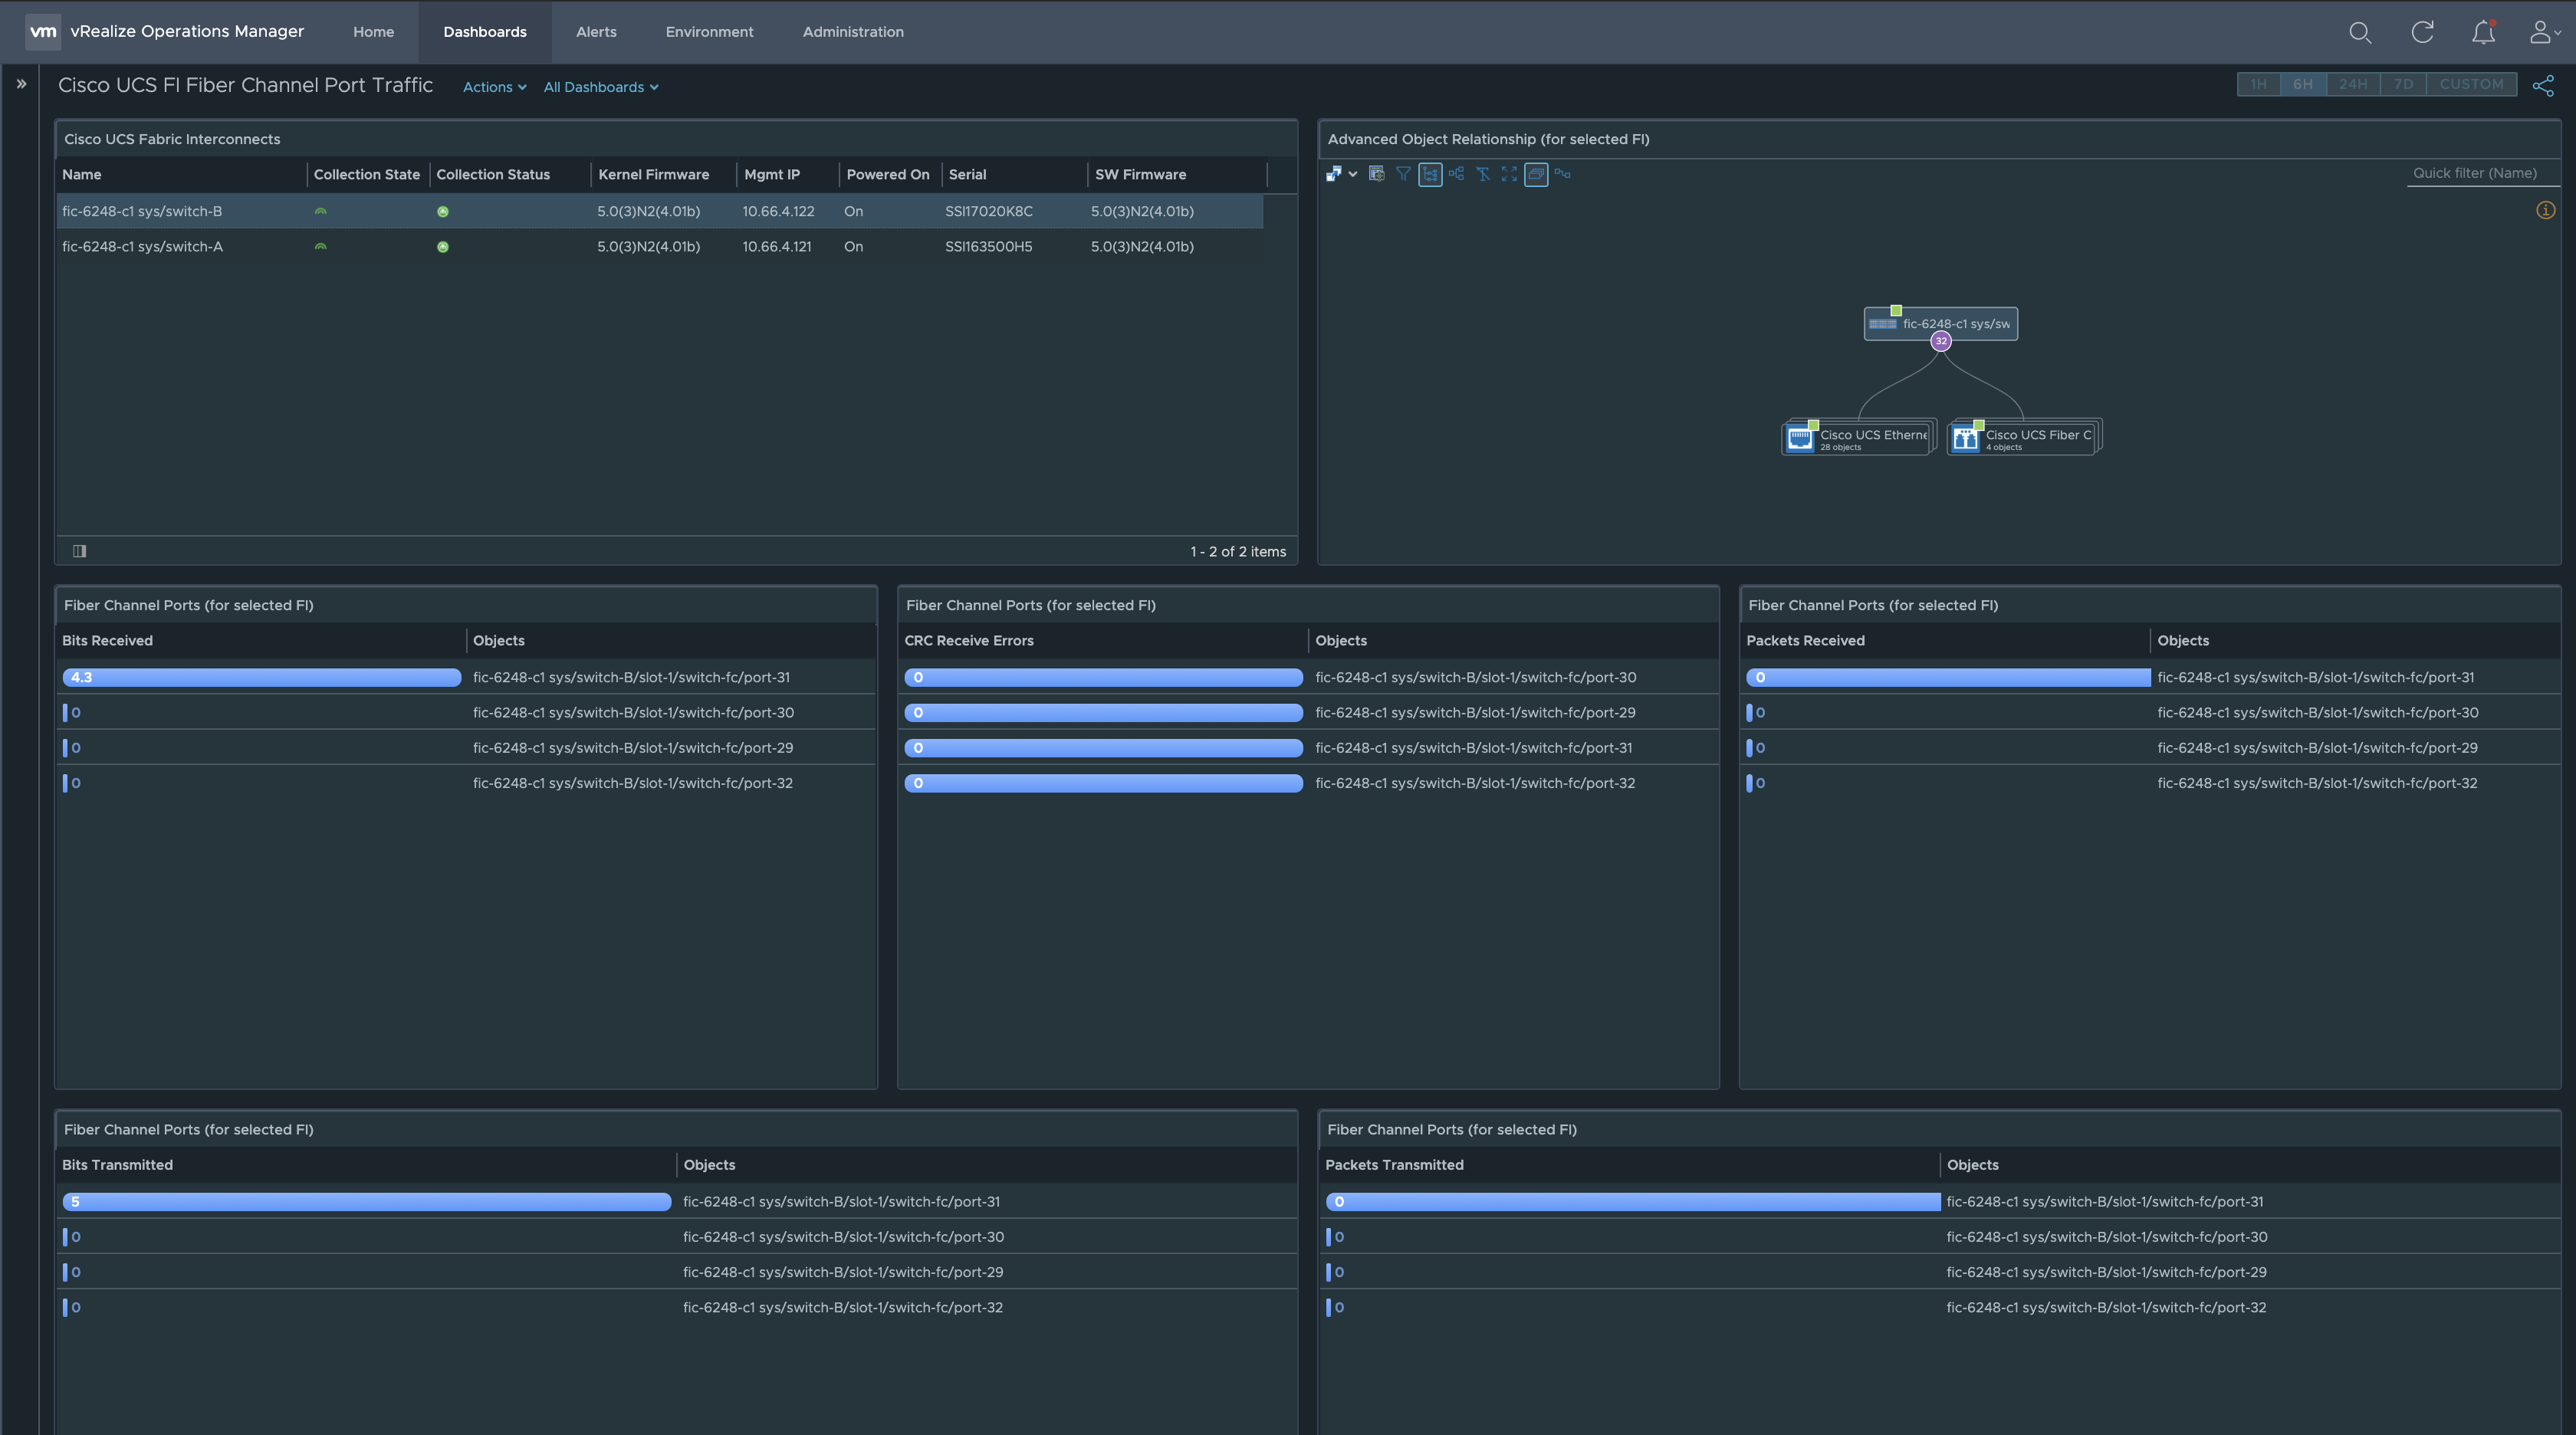 vm vRealize Operations Manager Home Dashboards Alerts Environment Administration
Cisco UCS FI Fiber Channel Port Traffic Actions All Dashboards 1H 6H 24H 7D CUSTOM
Cisco UCS Fabric Interconnects
Name Collection State Collection Status Kernel Firmware Mgmt IP Powered On Serial SW Firmware
fic-6248-c1 sys/switch-B 5.0(3)N2(4.01b) 10.66.4.122 On SSI17020K8C 5.0(3)N2(4.01b)
fic-6248-c1 sys/switch-A 5.0(3)N2(4.01b) 10.66.4.121 On SSI163500H5 5.0(3)N2(4.01b)
1 - 2 of 2 items
Advanced Object Relationship (for selected FI)
Quick filter (Name)
fic-6248-c1 sys/sw
32
Cisco UCS Etherne
28 objects
Cisco UCS Fiber C
4 objects
Fiber Channel Ports (for selected FI)
Bits Received Objects
4.3 fic-6248-c1 sys/switch-B/slot-1/switch-fc/port-31
0 fic-6248-c1 sys/switch-B/slot-1/switch-fc/port-30
0 fic-6248-c1 sys/switch-B/slot-1/switch-fc/port-29
0 fic-6248-c1 sys/switch-B/slot-1/switch-fc/port-32
Fiber Channel Ports (for selected FI)
CRC Receive Errors Objects
0 fic-6248-c1 sys/switch-B/slot-1/switch-fc/port-30
0 fic-6248-c1 sys/switch-B/slot-1/switch-fc/port-29
0 fic-6248-c1 sys/switch-B/slot-1/switch-fc/port-31
0 fic-6248-c1 sys/switch-B/slot-1/switch-fc/port-32
Fiber Channel Ports (for selected FI)
Packets Received Objects
0 fic-6248-c1 sys/switch-B/slot-1/switch-fc/port-31
0 fic-6248-c1 sys/switch-B/slot-1/switch-fc/port-30
0 fic-6248-c1 sys/switch-B/slot-1/switch-fc/port-29
0 fic-6248-c1 sys/switch-B/slot-1/switch-fc/port-32
Fiber Channel Ports (for selected FI)
Bits Transmitted Objects
5 fic-6248-c1 sys/switch-B/slot-1/switch-fc/port-31
0 fic-6248-c1 sys/switch-B/slot-1/switch-fc/port-30
0 fic-6248-c1 sys/switch-B/slot-1/switch-fc/port-29
0 fic-6248-c1 sys/switch-B/slot-1/switch-fc/port-32
Fiber Channel Ports (for selected FI)
Packets Transmitted Objects
0 fic-6248-c1 sys/switch-B/slot-1/switch-fc/port-31
0 fic-6248-c1 sys/switch-B/slot-1/switch-fc/port-30
0 fic-6248-c1 sys/switch-B/slot-1/switch-fc/port-29
0 fic-6248-c1 sys/switch-B/slot-1/switch-fc/port-32